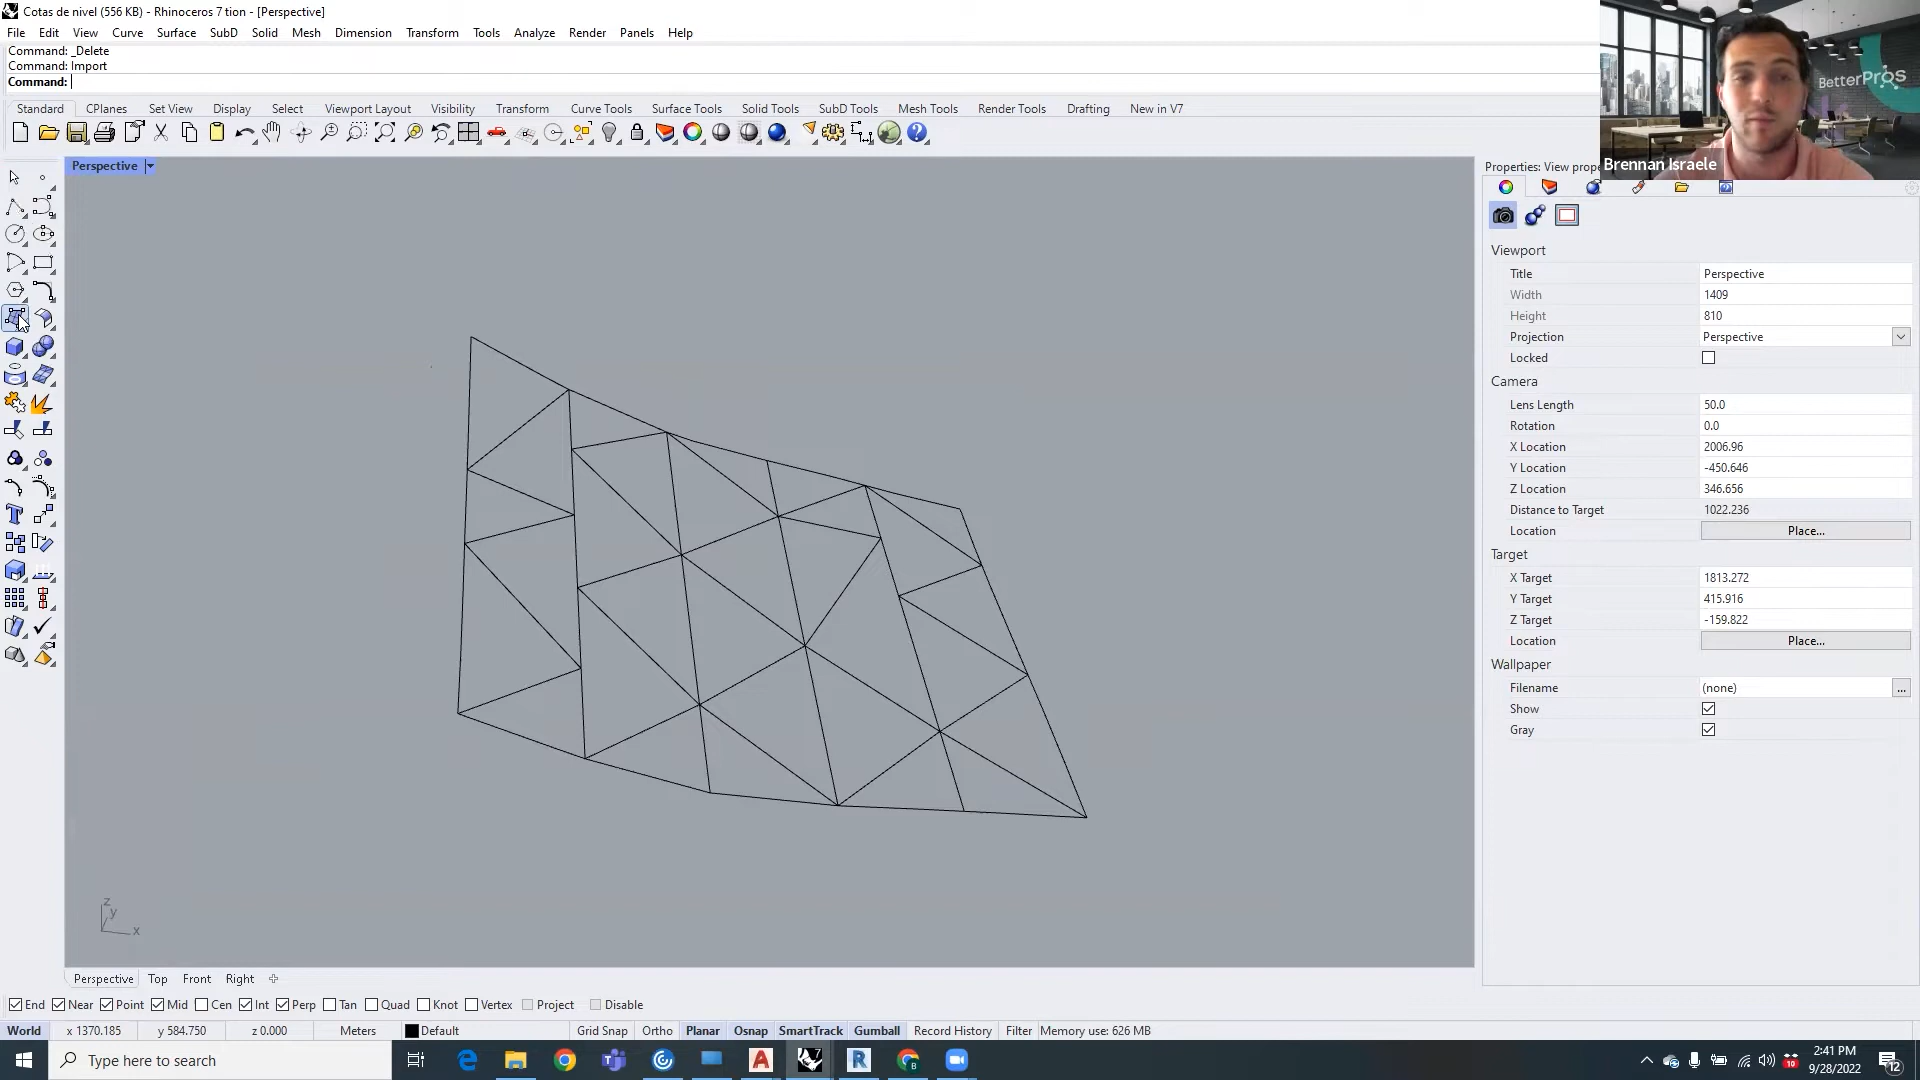 Cotas de nivel (556 KB) - Rhinoceros 7 tion - [Perspective]
File Edit View Curve Surface SubD Solid Mesh Dimension Transform Tools Analyze Render Panels Help
Command: _Delete
Command: Import
Command:
Standard CPlanes Set View Display Select Viewport Layout Visibility Transform Curve Tools Surface Tools Solid Tools SubD Tools Mesh Tools Render Tools Drafting New in V7
BetterPros
Brennan Israele
Perspective
Properties: View prope
Viewport
Title Perspective
Width 1409
Height 810
Projection Perspective
Locked
Camera
Lens Length 50.0
Rotation 0.0
X Location 2006.96
Y Location -450.646
Z Location 346.656
Distance to Target 1022.236
Location Place...
Target
X Target 1813.272
Y Target 415.916
Z Target -159.822
Location Place...
Wallpaper
Filename (none) ...
Show
Gray
z
y
x
Perspective Top Front Right
End Near Point Mid Cen Int Perp Tan Quad Knot Vertex Project Disable
World x 1370.185 y 584.750 z 0.000 Meters Default Grid Snap Ortho Planar Osnap SmartTrack Gumball Record History Filter Memory use: 626 MB
Type here to search
2:41 PM
9/28/2022
10
12